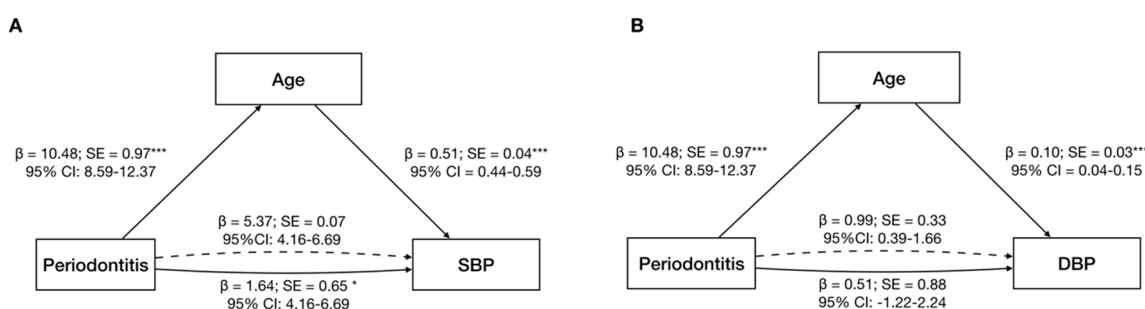 A
Age
β = 10.48; SE = 0.97***
95% CI: 8.59-12.37
β = 0.51; SE = 0.04***
95% CI = 0.44-0.59
β = 5.37; SE = 0.07
95%CI: 4.16-6.69
Periodontitis
SBP
β = 1.64; SE = 0.65 *
95% CI: 4.16-6.69
B
Age
β = 10.48; SE = 0.97***
95% CI: 8.59-12.37
β = 0.10; SE = 0.03**
95% CI = 0.04-0.15
β = 0.99; SE = 0.33
95%CI: 0.39-1.66
Periodontitis
DBP
β = 0.51; SE = 0.88
95% CI: -1.22-2.24